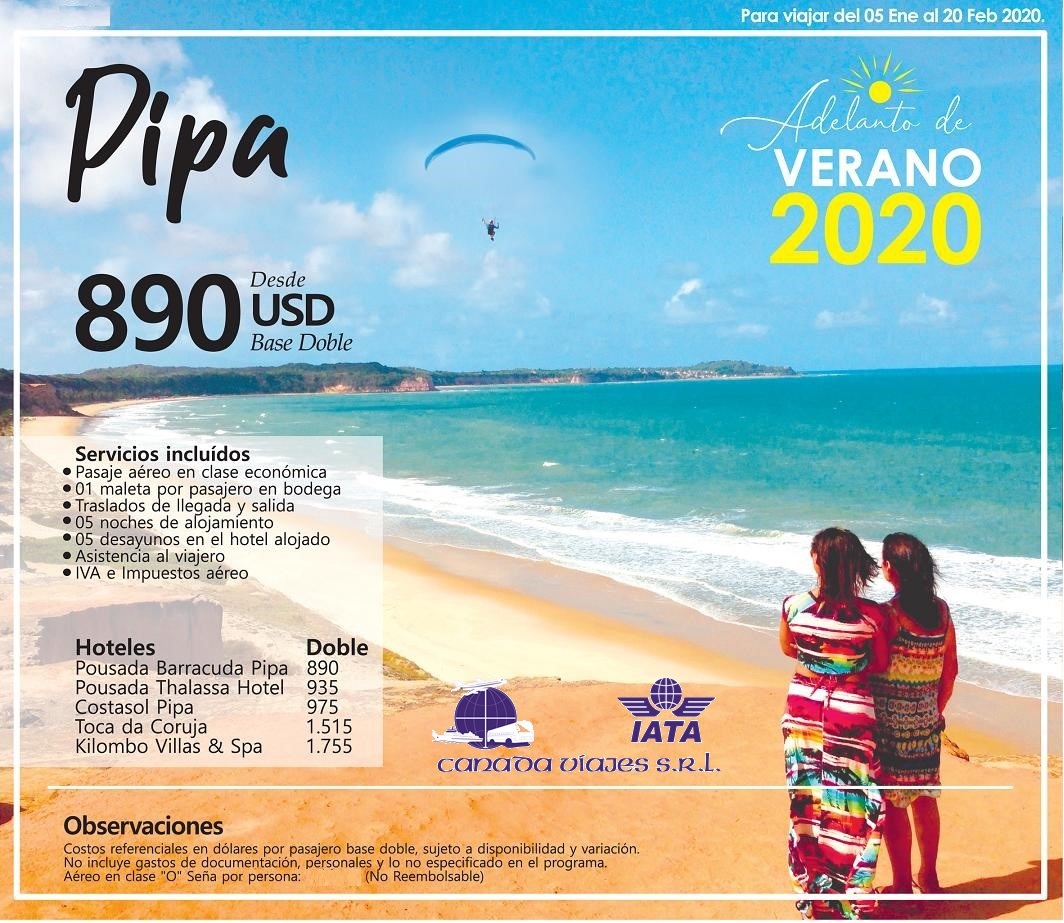 Para viajar del 05 Ene al 20 Feb 2020.
Pipa
Adelanto de
VERANO
2020
890 Desde
USD
Base Doble
Servicios incluídos
Pasaje aéreo en clase económica
01 maleta por pasajero en bodega
Traslados de llegada y salida
05 noches de alojamiento
05 desayunos en el hotel alojado
Asistencia al viajero
IVA e Impuestos aéreo
Hoteles Doble
Pousada Barracuda Pipa 890
Pousada Thalassa Hotel 935
Costasol Pipa 975
Toca da Coruja 1.515
Kilombo Villas & Spa 1.755
IATA
CANADA VIAJES S.R.L.
Observaciones
Costos referenciales en dólares por pasajero base doble, sujeto a disponibilidad y variación.
No incluye gastos de documentación, personales y lo no especificado en el programa.
Aéreo en clase "O" Seña por persona: (No Reembolsable)